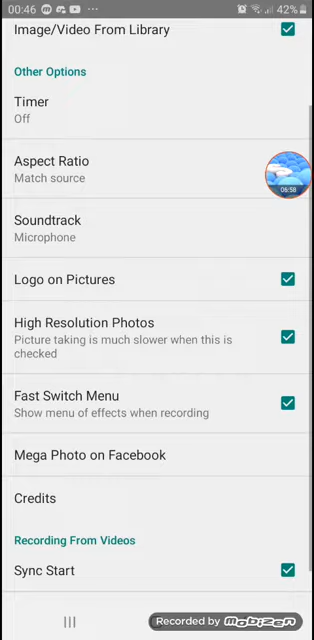 00:46
42%
Image/Video From Library
Other Options
Timer
Off
Aspect Ratio
Match source
06:58
Soundtrack
Microphone
Logo on Pictures
High Resolution Photos
Picture taking is much slower when this is
checked
Fast Switch Menu
Show menu of effects when recording
Mega Photo on Facebook
Credits
Recording From Videos
Sync Start
Recorded by mobizen